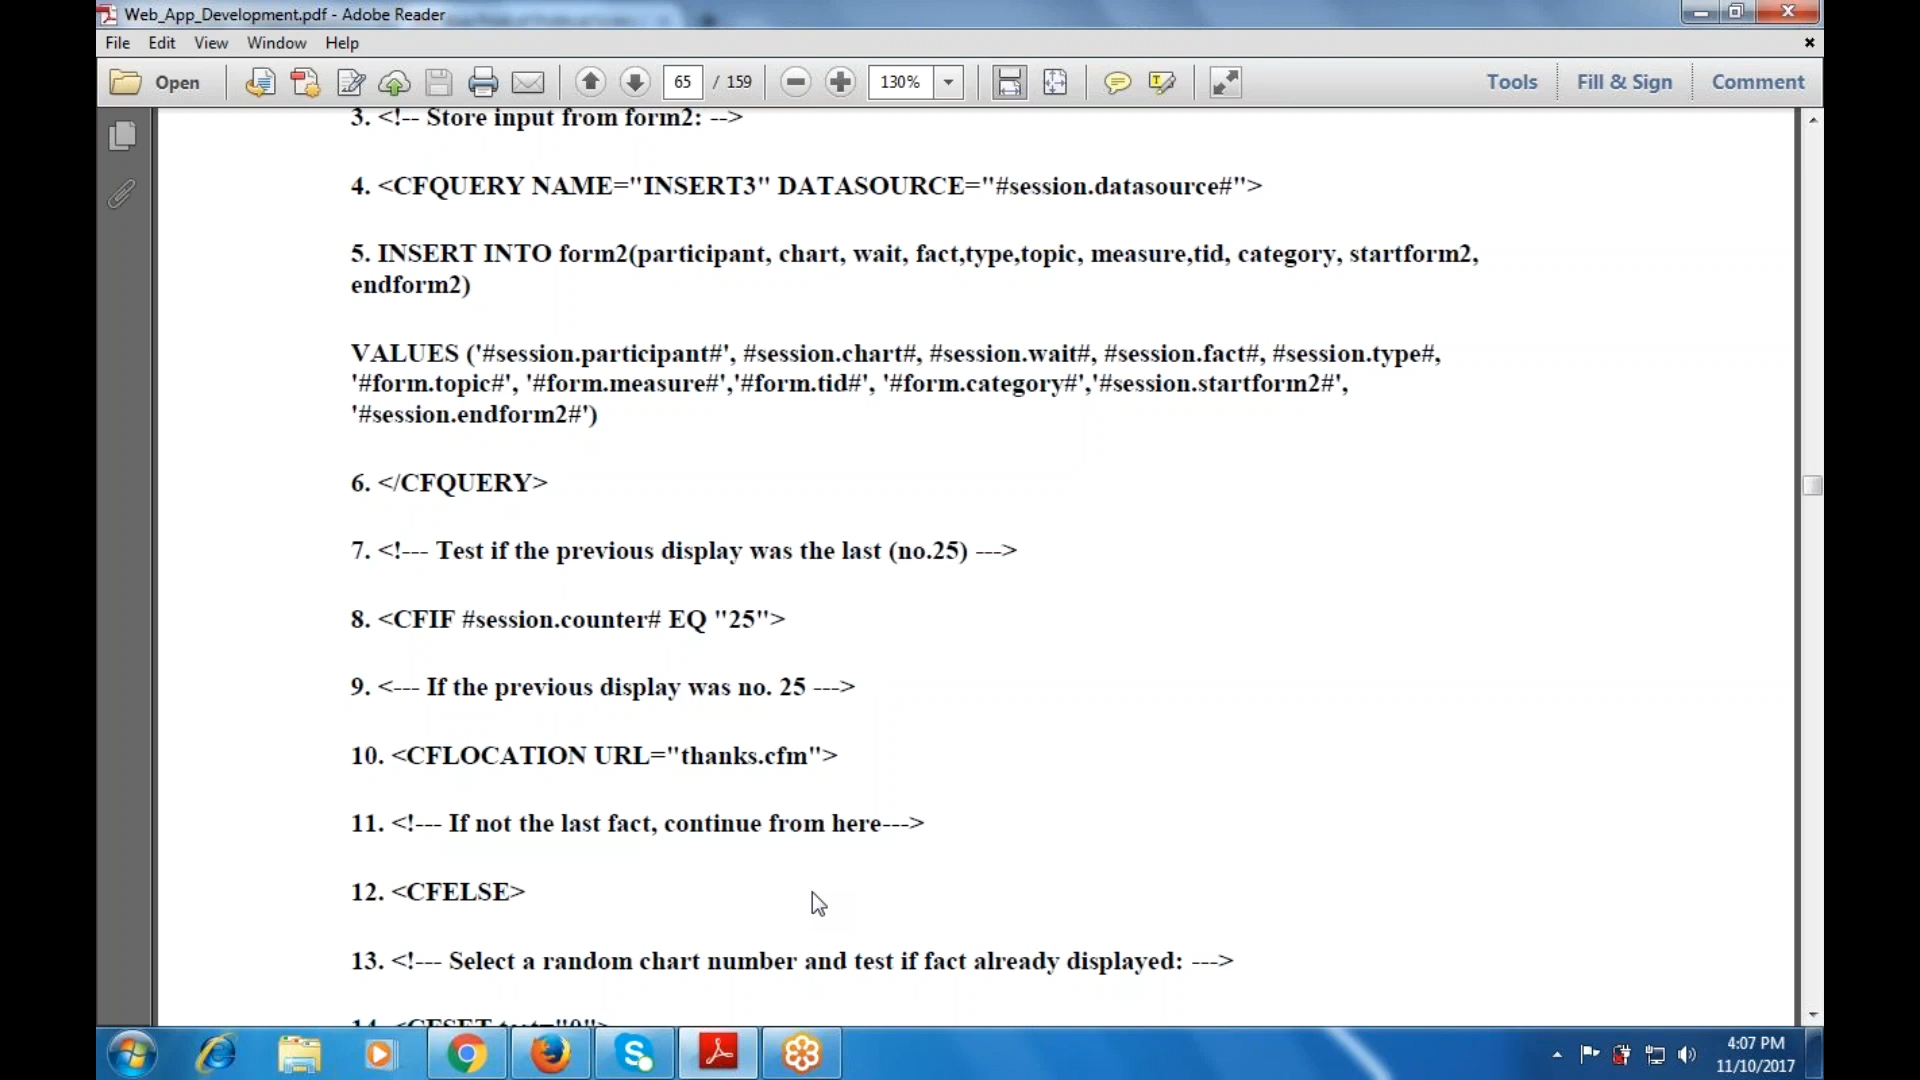 Web_App_Development.pdf - Adobe Reader
File Edit View Window Help
Open 65 / 159 130% Tools Fill & Sign Comment
3. <!-- Store input from form2: -->
4. <CFQUERY NAME="INSERT3" DATASOURCE="#session.datasource#">
5. INSERT INTO form2(participant, chart, wait, fact,type,topic, measure,tid, category, startform2,
endform2)
VALUES ('#session.participant#', #session.chart#, #session.wait#, #session.fact#, #session.type#,
'#form.topic#', '#form.measure#','#form.tid#', '#form.category#','#session.startform2#',
'#session.endform2#')
6. </CFQUERY>
7. <!--- Test if the previous display was the last (no.25) --->
8. <CFIF #session.counter# EQ "25">
9. <--- If the previous display was no. 25 --->
10. <CFLOCATION URL="thanks.cfm">
11. <!--- If not the last fact, continue from here--->
12. <CFELSE>
13. <!--- Select a random chart number and test if fact already displayed: --->
14. <CFSET test="0">
4:07 PM
11/10/2017